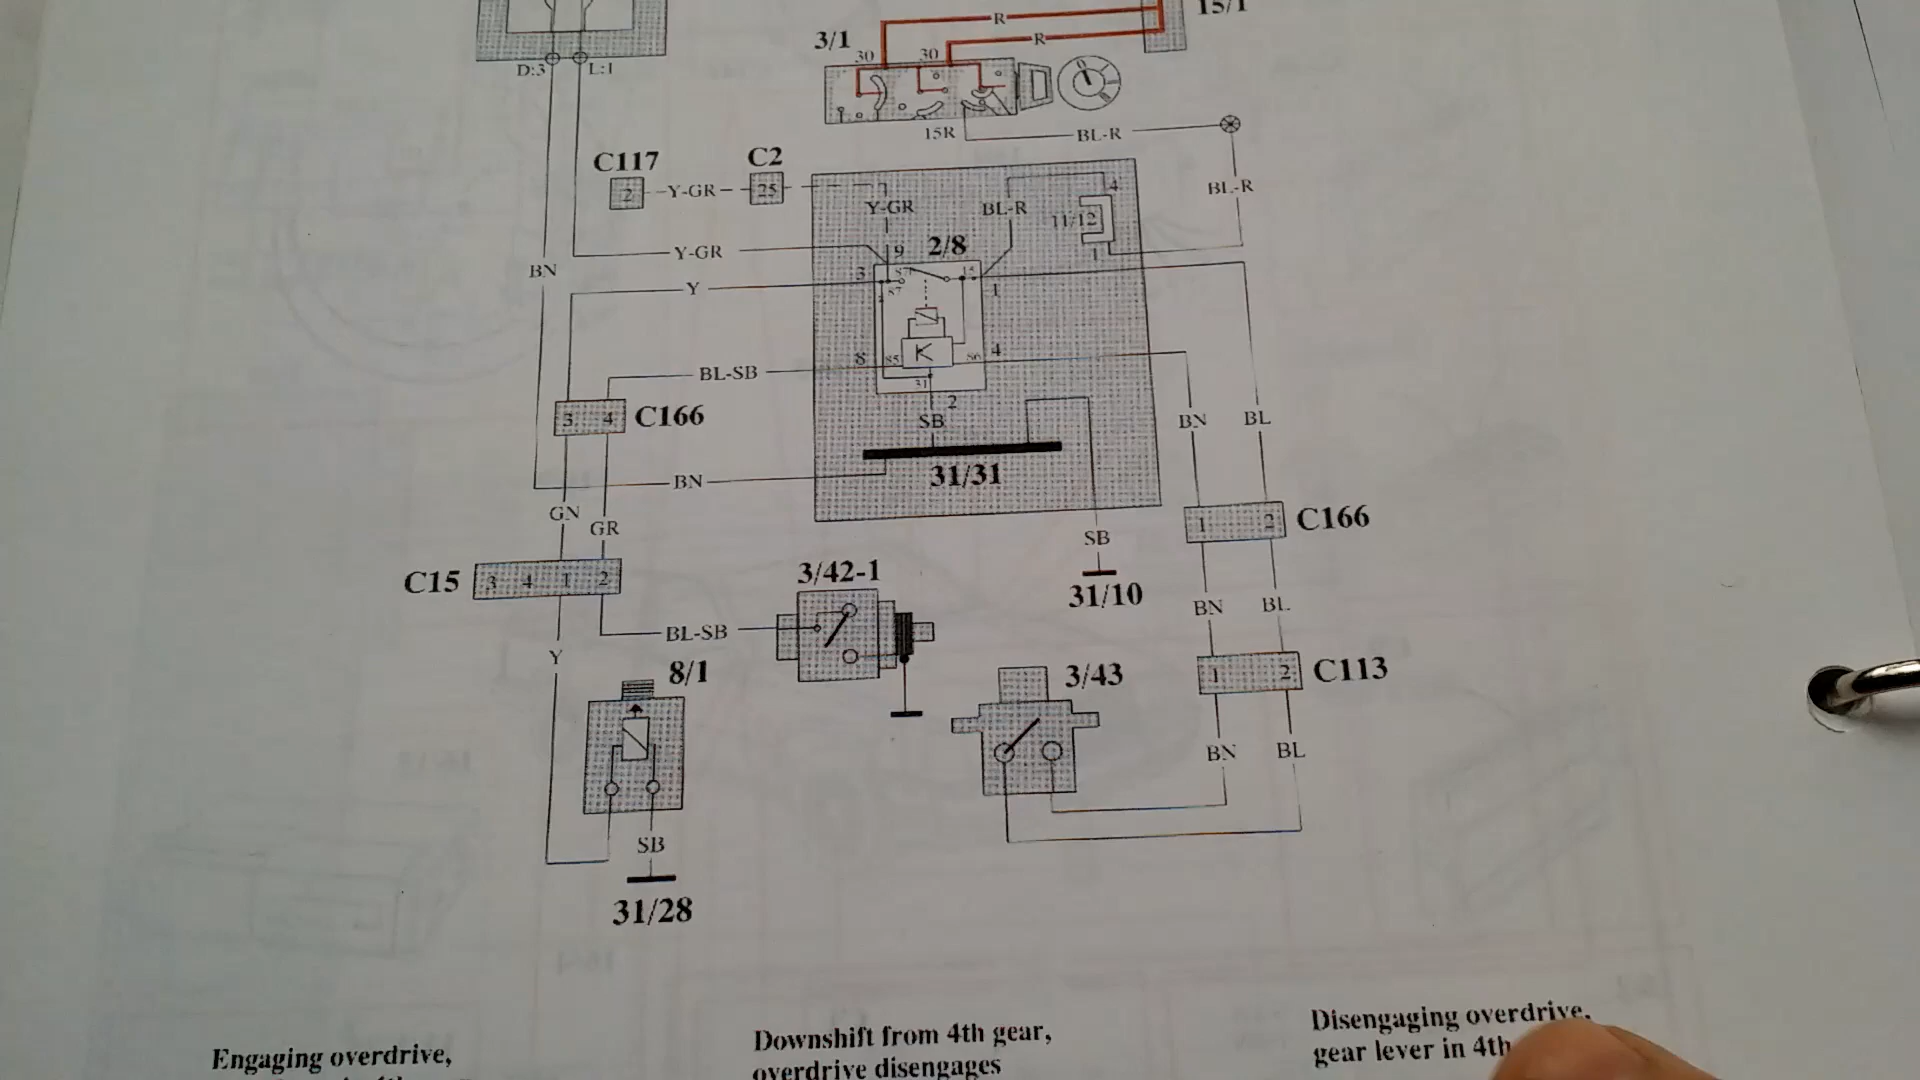 15/1
R
3/1
R
30
30
D:3
L:1
15R
BL-R
C117
C2
2
Y-GR
25
4
BL-R
Y-GR
BL-R
11/12
9
2/8
Y-GR
1
BN
3
87
15
Y
87
1
8
85
86
4
BL-SB
31
2
3
4
C166
SB
BN
BL
31/31
BN
GN
GR
1
2
C166
SB
C15
3
4
1
2
3/42-1
31/10
BN
BL
BL-SB
Y
8/1
3/43
1
2
C113
BN
BL
SB
31/28
Engaging overdrive,
Downshift from 4th gear,
overdrive disengages
Disengaging overdrive,
gear lever in 4th